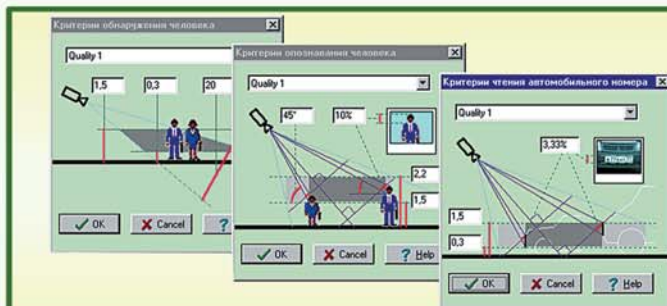 Критерии обнаружения человека
Quality 1
1,5
0,3
20
OK
Cancel
?
Критерии опознавания человека
Quality 1
45°
10%
2,2
1,5
OK
Cancel
? Help
Критерии чтения автомобильного номера
Quality 1
3,33%
1,5
0,3
OK
Cancel
? Help